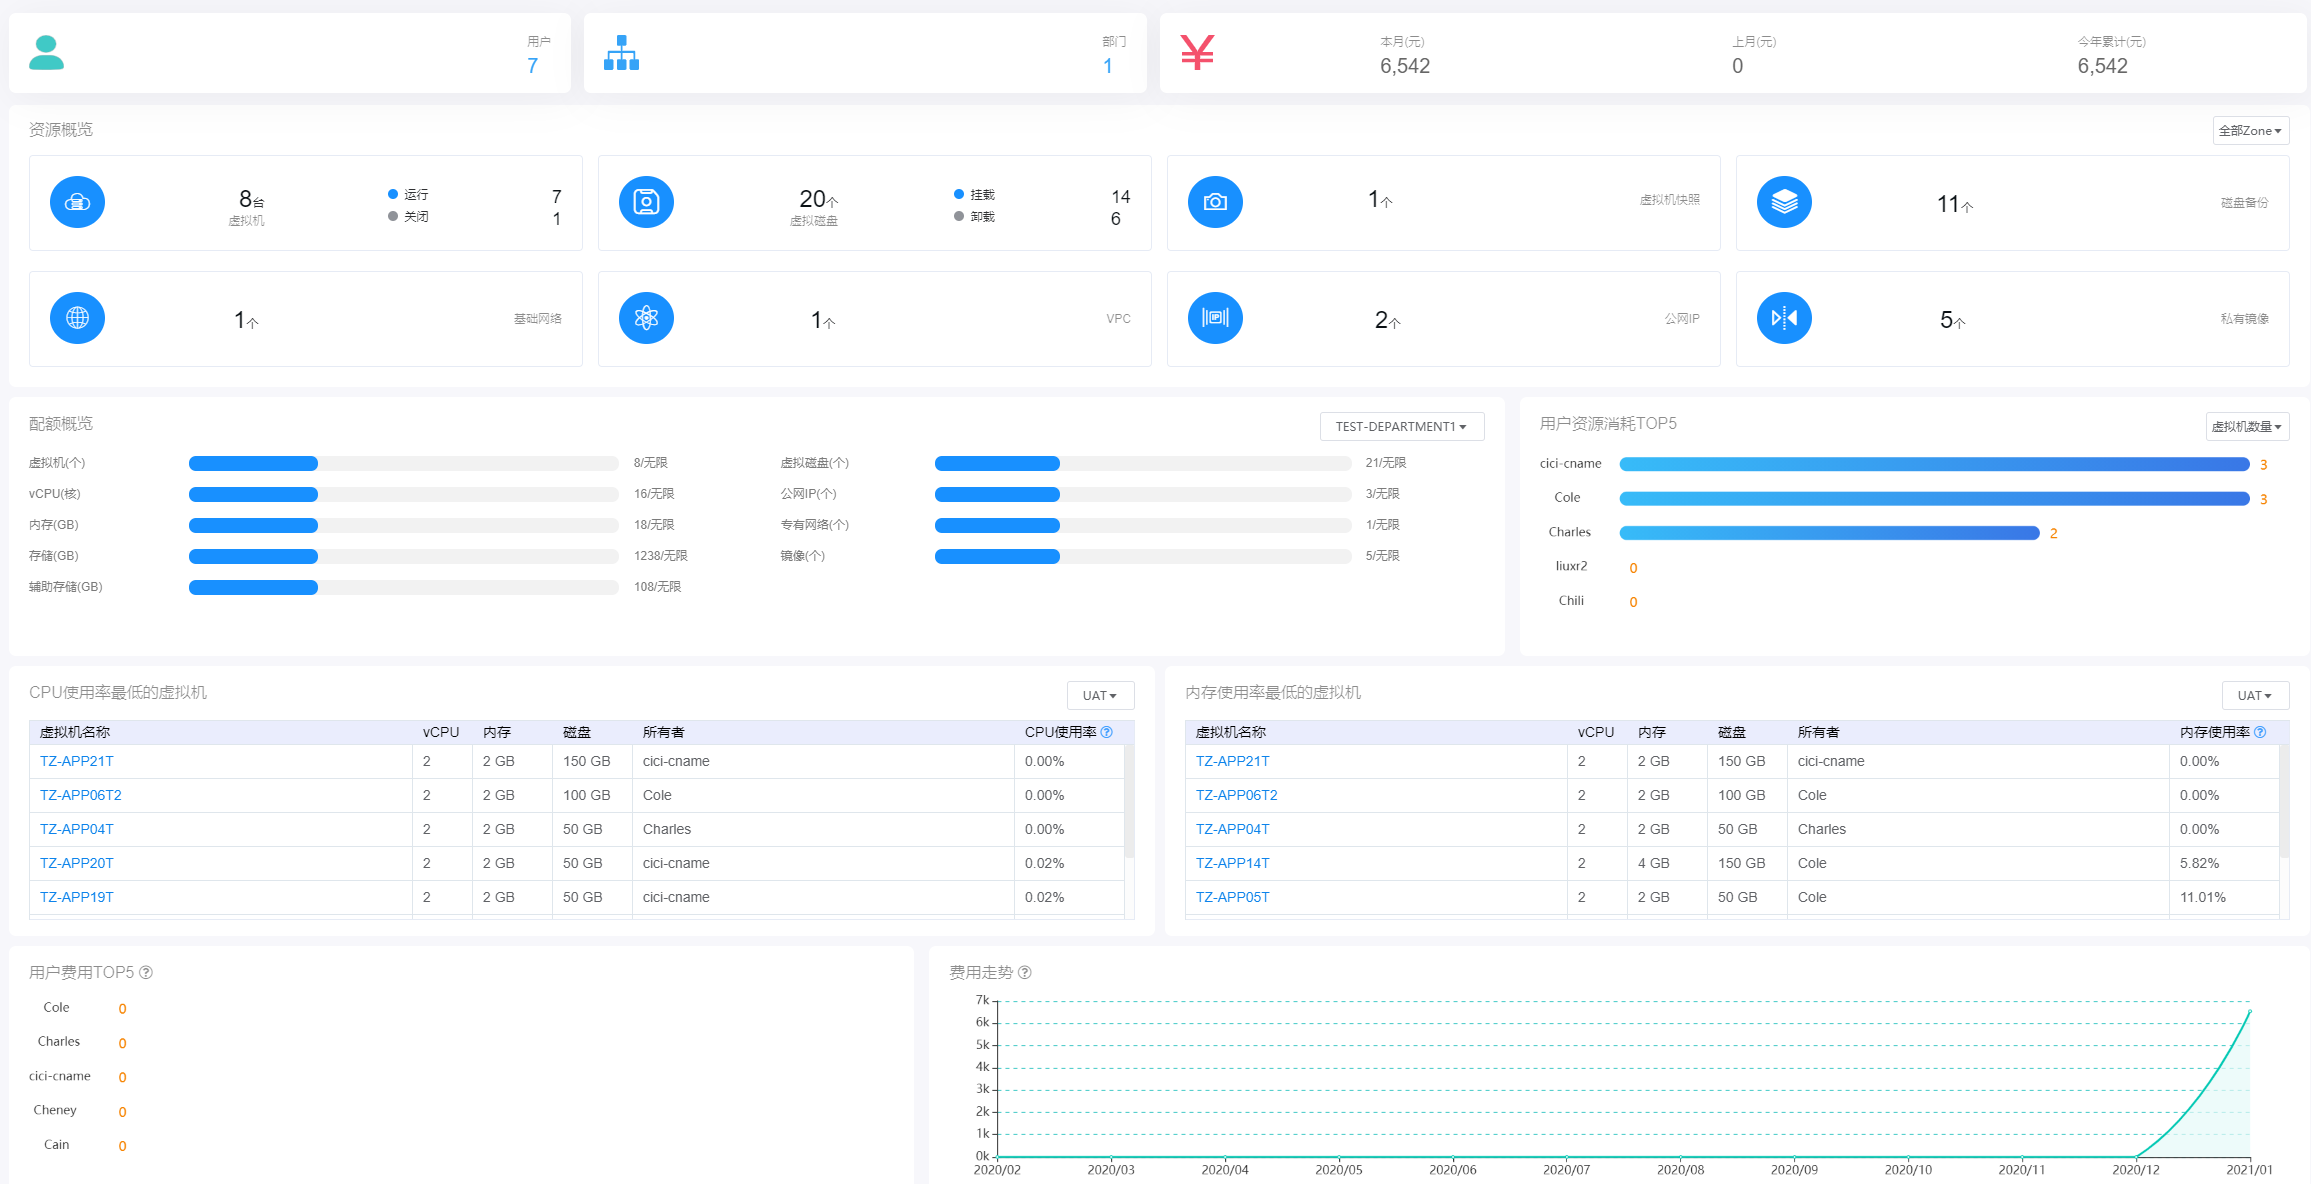 用户
7
部门
1
本月(元)
6,542
上月(元)
0
今年累计(元)
6,542
资源概览
全部Zone
8台
虚拟机
运行 7
关闭 1
20个
虚拟磁盘
挂载 14
卸载 6
1个 虚拟机快照
11个 磁盘备份
1个 基础网络
1个 VPC
IP
2个 公网IP
5个 私有镜像
配额概览
TEST-DEPARTMENT1
虚拟机(个) 8/无限
vCPU(核) 16/无限
内存(GB) 18/无限
存储(GB) 1238/无限
辅助存储(GB) 108/无限
虚拟磁盘(个) 21/无限
公网IP(个) 3/无限
专有网络(个) 1/无限
镜像(个) 5/无限
用户资源消耗TOP5
虚拟机数量
cici-cname 3
Cole 3
Charles 2
liuxr2 0
Chili 0
CPU使用率最低的虚拟机
UAT
虚拟机名称 vCPU 内存 磁盘 所有者 CPU使用率 ?
TZ-APP21T 2 2 GB 150 GB cici-cname 0.00%
TZ-APP06T2 2 2 GB 100 GB Cole 0.00%
TZ-APP04T 2 2 GB 50 GB Charles 0.00%
TZ-APP20T 2 2 GB 50 GB cici-cname 0.02%
TZ-APP19T 2 2 GB 50 GB cici-cname 0.02%
内存使用率最低的虚拟机
UAT
虚拟机名称 vCPU 内存 磁盘 所有者 内存使用率 ?
TZ-APP21T 2 2 GB 150 GB cici-cname 0.00%
TZ-APP06T2 2 2 GB 100 GB Cole 0.00%
TZ-APP04T 2 2 GB 50 GB Charles 0.00%
TZ-APP14T 2 4 GB 150 GB Cole 5.82%
TZ-APP05T 2 2 GB 50 GB Cole 11.01%
用户费用TOP5 ?
Cole 0
Charles 0
cici-cname 0
Cheney 0
Cain 0
费用走势 ?
7k
6k
5k
4k
3k
2k
1k
0k
2020/02 2020/03 2020/04 2020/05 2020/06 2020/07 2020/08 2020/09 2020/10 2020/11 2020/12 2021/01